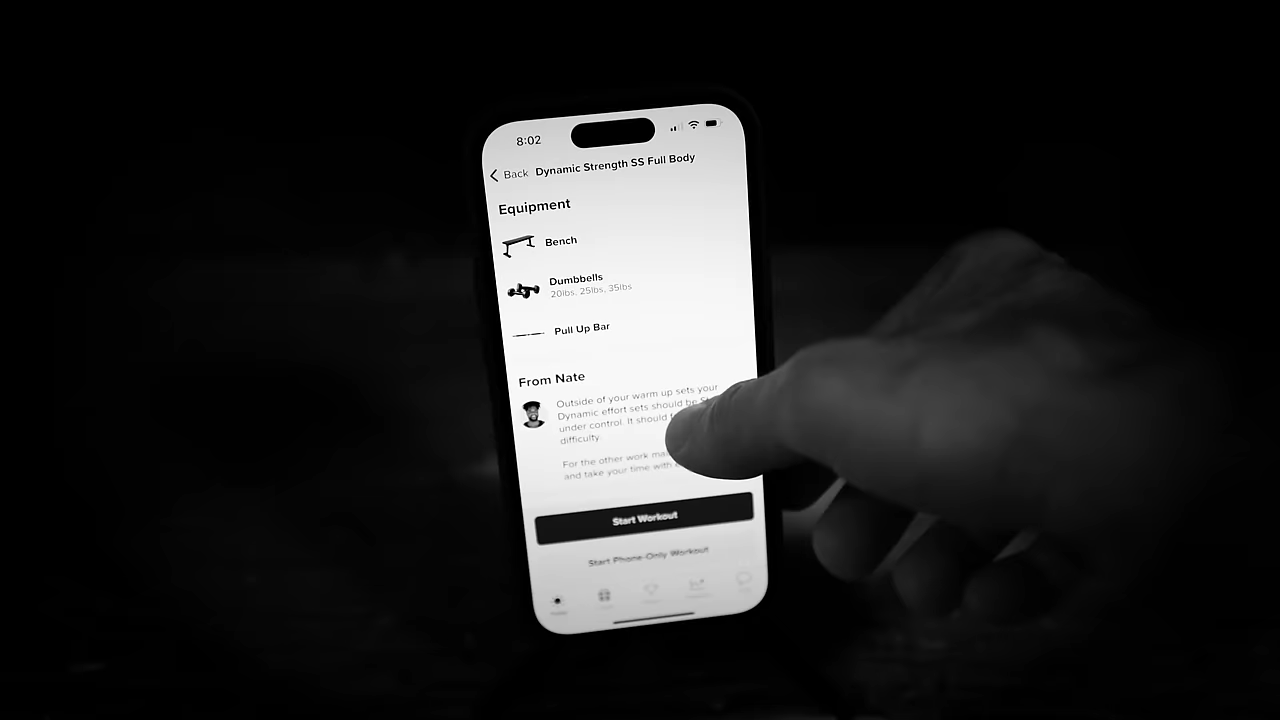 8:02
Back Dynamic Strength SS Full Body
Equipment
Bench
Dumbbells
20lbs, 25lbs, 35lbs
Pull Up Bar
From Nate
Outside of your warm up sets your
Dynamic effort sets should be
under control. It should
difficulty.
For the other work
and take your time with
Start Workout
Start Phone-Only Workout